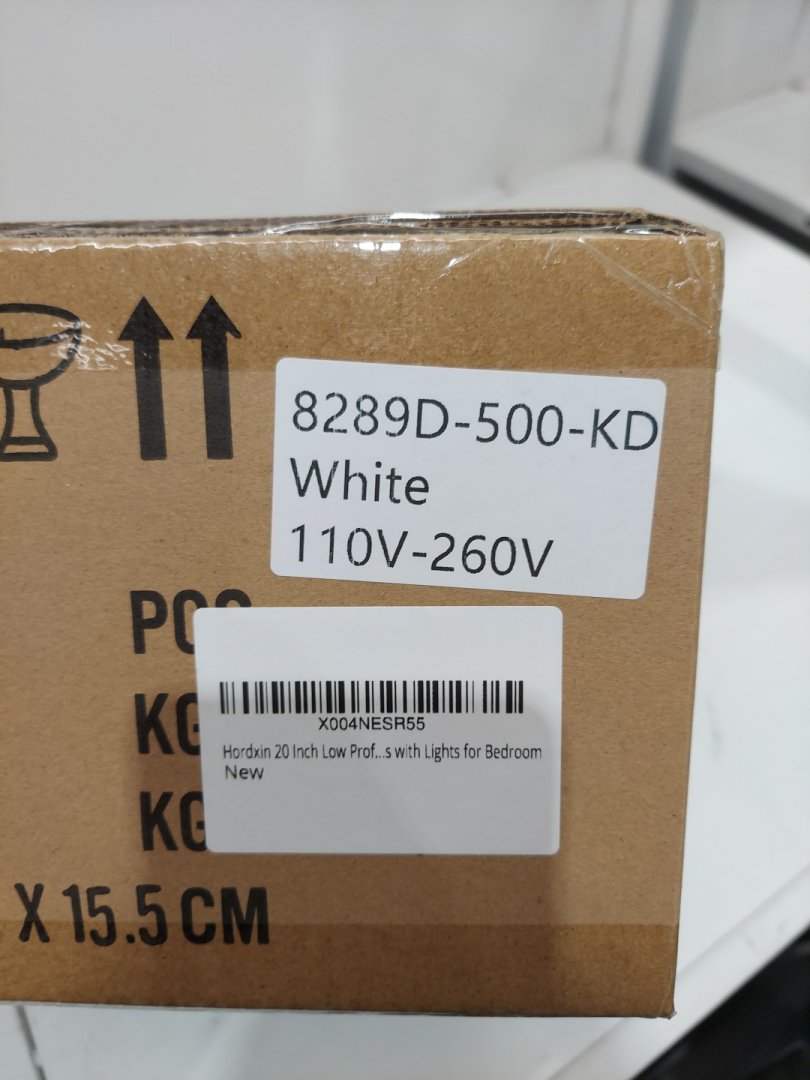 8289D-500-KD
White
110V-260V
KG
X004NESR55
Hordxin 20 Inch Low Prof...s with Lights for Bedroom
New
KG
X 15.5 CM